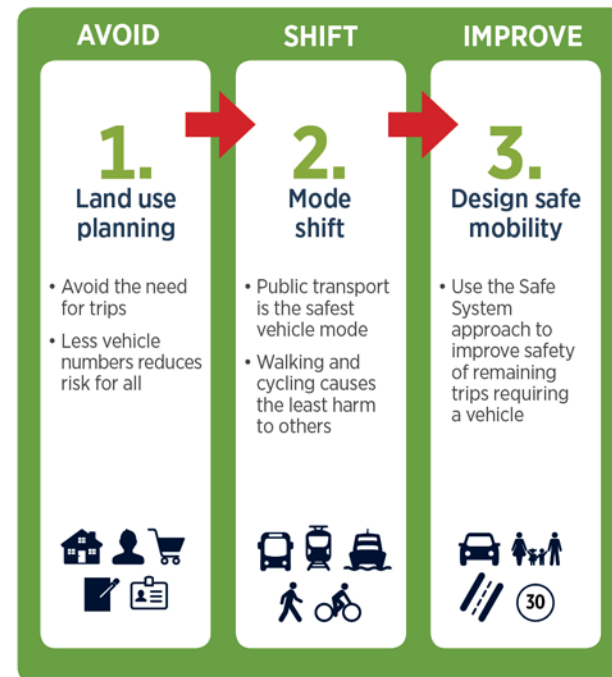 AVOID
1.
Land use
planning
• Avoid the need
for trips
• Less vehicle
numbers reduces
risk for all
SHIFT
2.
Mode
shift
• Public transport
is the safest
vehicle mode
• Walking and
cycling causes
the least harm
to others
IMPROVE
3.
Design safe
mobility
• Use the Safe
System
approach to
improve safety
of remaining
trips requiring
a vehicle
30